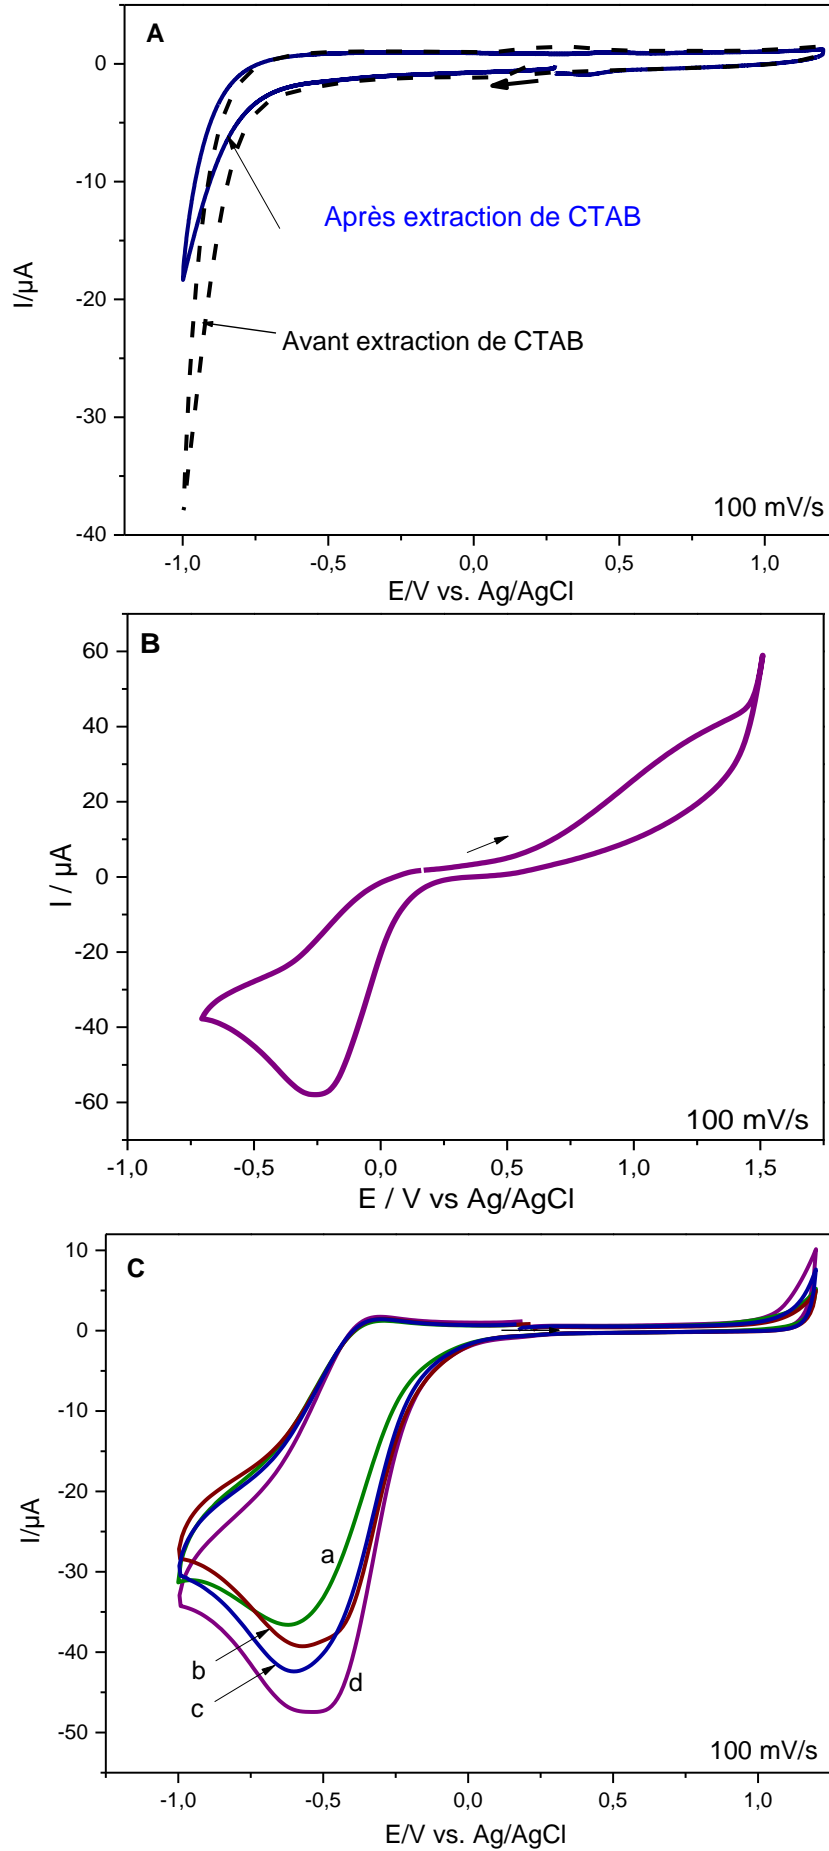 A
0
-10
-20
-30
-40
I/µA
Après extraction de CTAB
Avant extraction de CTAB
100 mV/s
-1,0 -0,5 0,0 0,5 1,0
E/V vs. Ag/AgCl
B
60
40
20
0
-20
-40
-60
I / µA
100 mV/s
-1,0 -0,5 0,0 0,5 1,0 1,5
E / V vs Ag/AgCl
C
10
0
-10
-20
-30
-40
-50
I/µA
a
b
c
d
100 mV/s
-1,0 -0,5 0,0 0,5 1,0
E/V vs. Ag/AgCl